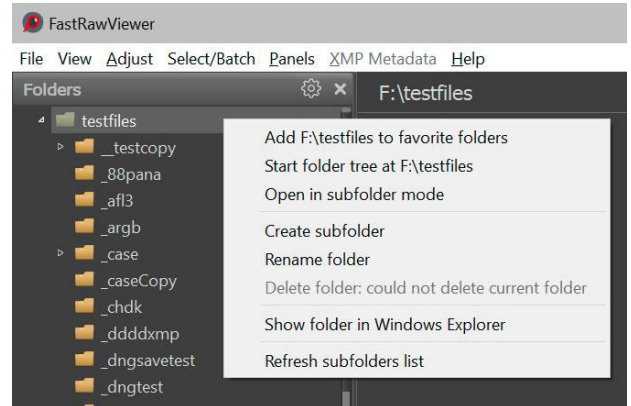 FastRawViewer
File View Adjust Select/Batch Panels XMP Metadata Help
Folders
F:\testfiles
testfiles
__testcopy
_88pana
_afl3
_argb
_case
_caseCopy
_chdk
_ddddxmp
_dngsavetest
_dngtest
Add F:\testfiles to favorite folders
Start folder tree at F:\testfiles
Open in subfolder mode
Create subfolder
Rename folder
Delete folder: could not delete current folder
Show folder in Windows Explorer
Refresh subfolders list